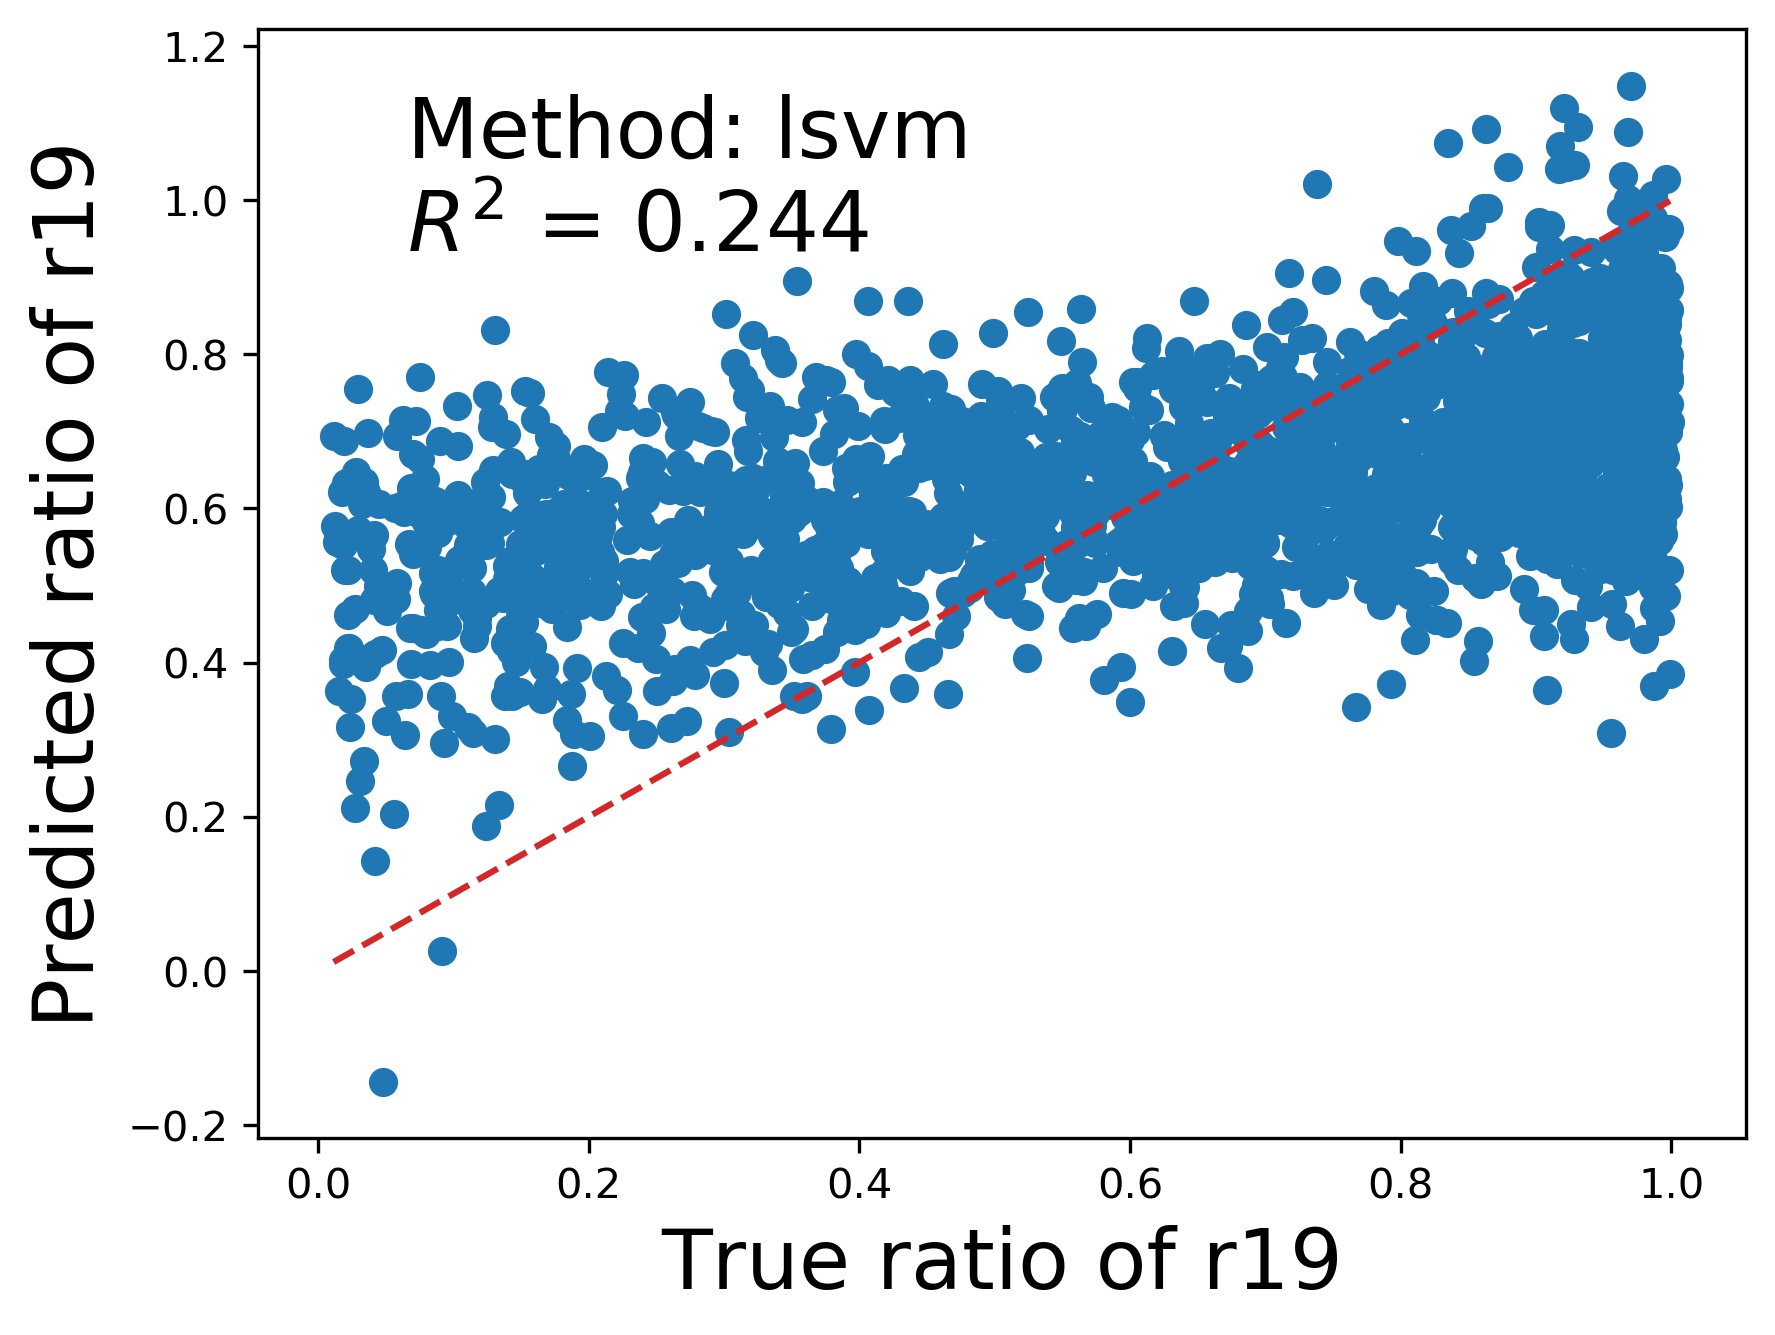 Method: lsvm
R² = 0.244
Predicted ratio of r19
1.2
1.0
0.8
0.6
0.4
0.2
0.0
−0.2
0.0 0.2 0.4 0.6 0.8 1.0
True ratio of r19